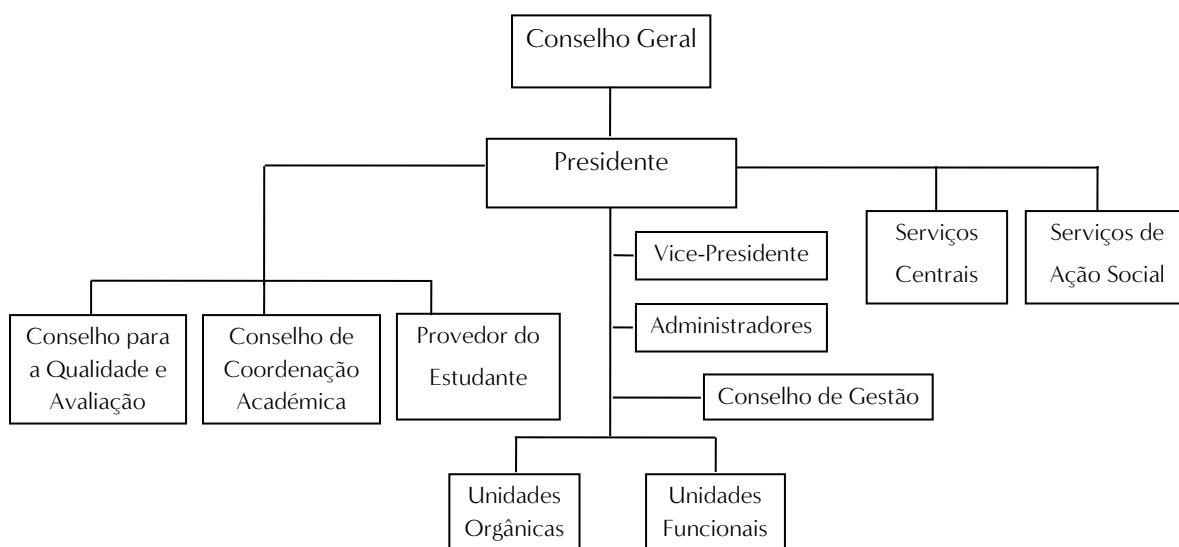 Conselho Geral
Presidente
Vice-Presidente
Administradores
Conselho de Gestão
Serviços
Centrais
Serviços de
Ação Social
Conselho para
a Qualidade e
Avaliação
Conselho de
Coordenação
Académica
Provedor do
Estudante
Unidades
Orgânicas
Unidades
Funcionais